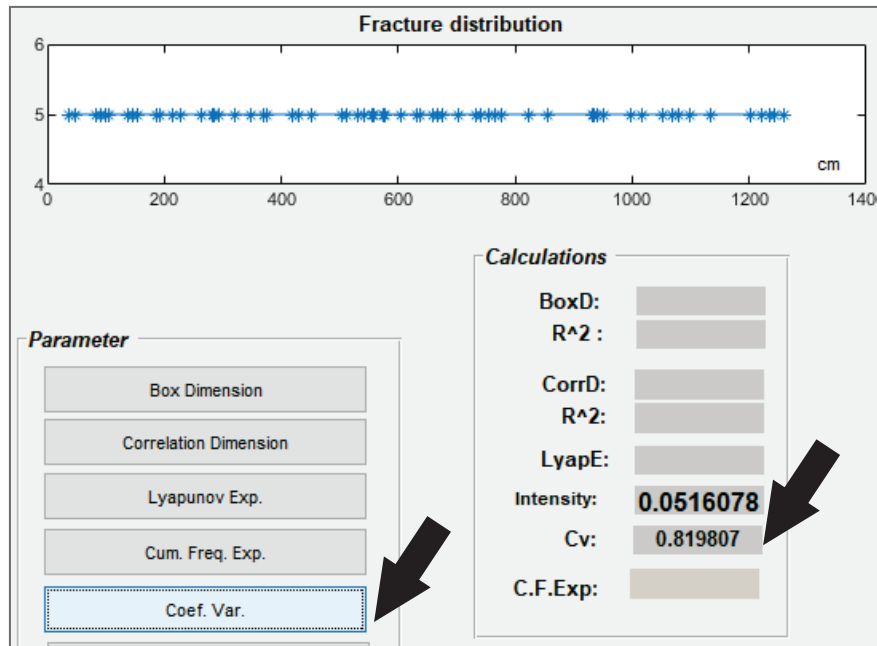 Fracture distribution
6
5
4
cm
0 200 400 600 800 1000 1200 1400
Calculations
BoxD:
R^2 :
CorrD:
R^2:
LyapE:
Intensity: 0.0516078
Cv: 0.819807
C.F.Exp:
Parameter
Box Dimension
Correlation Dimension
Lyapunov Exp.
Cum. Freq. Exp.
Coef. Var.